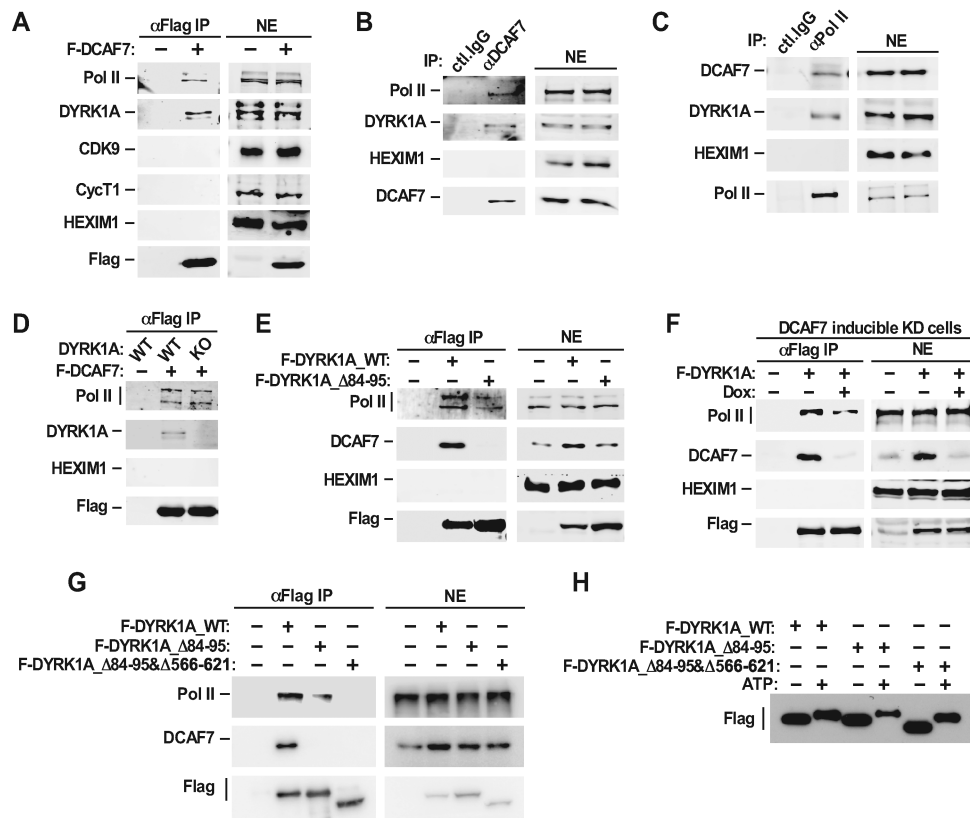 A
αFlag IP NE
F-DCAF7: – + – +
Pol II –
DYRK1A –
CDK9 –
CycT1 –
HEXIM1 –
Flag –
B
IP: ctl.IgG αDCAF7 NE
Pol II –
DYRK1A –
HEXIM1 –
DCAF7 –
C
IP: ctl.IgG αPol II NE
DCAF7 –
DYRK1A –
HEXIM1 –
Pol II –
D
αFlag IP
DYRK1A: WT WT KO
F-DCAF7: – + +
Pol II
DYRK1A –
HEXIM1 –
Flag –
E
αFlag IP NE
F-DYRK1A_WT: – + – – + –
F-DYRK1A_Δ84-95: – – + – – +
Pol II
DCAF7 –
HEXIM1 –
Flag –
F
DCAF7 inducible KD cells
αFlag IP NE
F-DYRK1A: – + + – + +
Dox: – – + – – +
Pol II
DCAF7 –
HEXIM1 –
Flag –
G
αFlag IP NE
F-DYRK1A_WT: – + – – – + – –
F-DYRK1A_Δ84-95: – – + – – – + –
F-DYRK1A_Δ84-95&Δ566-621: – – – + – – – +
Pol II –
DCAF7 –
Flag
H
F-DYRK1A_WT: + + – – – –
F-DYRK1A_Δ84-95: – – + + – –
F-DYRK1A_Δ84-95&Δ566-621: – – – – + +
ATP: – + – + – +
Flag